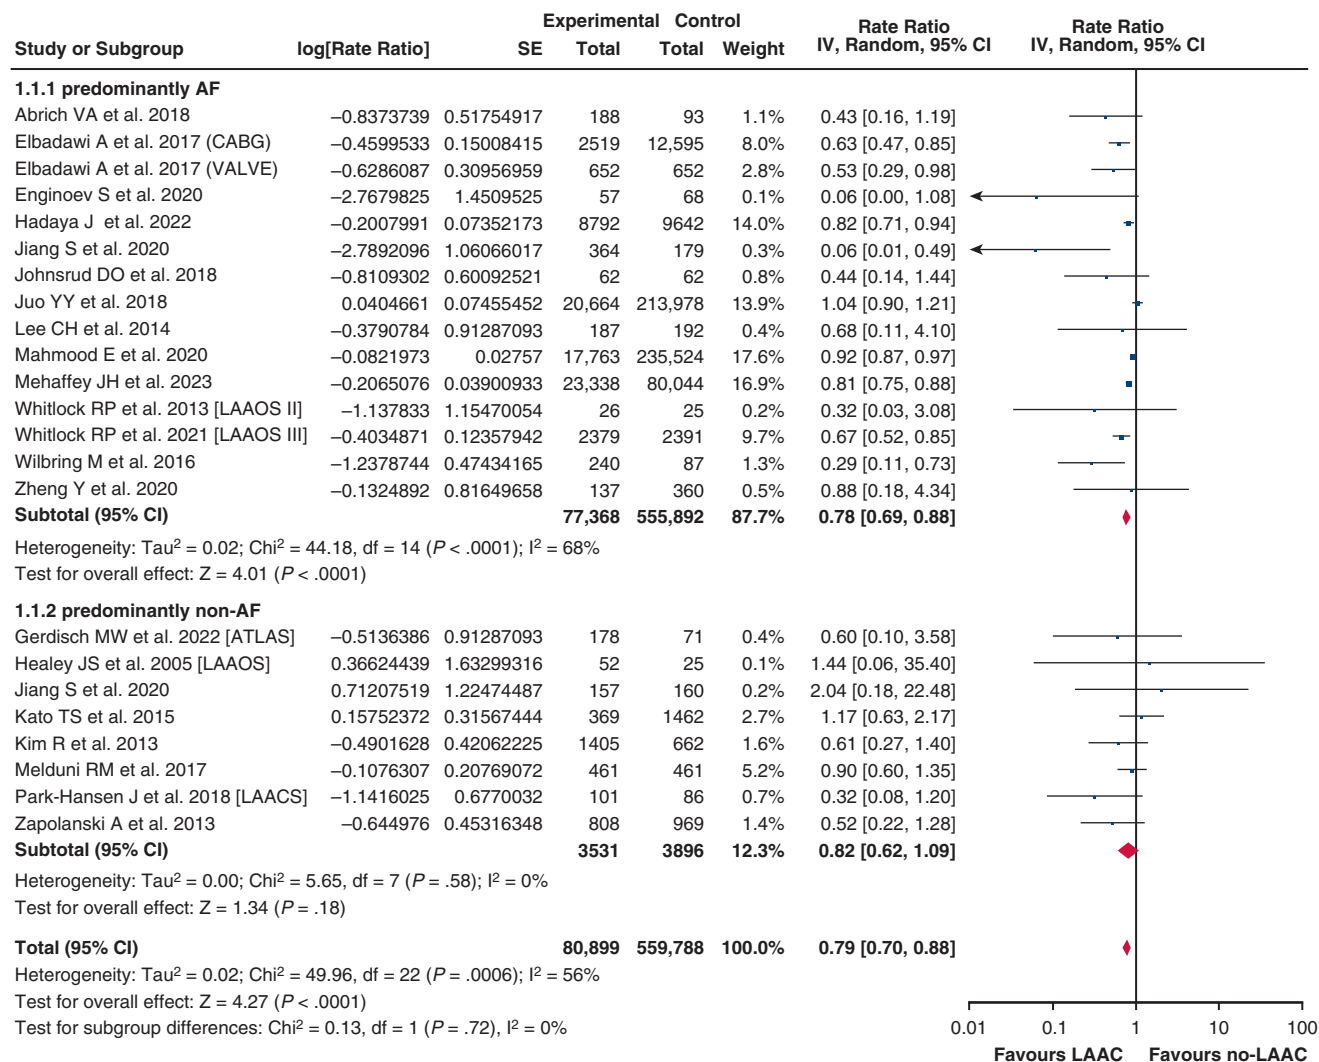 Experimental Control Rate Ratio Rate Ratio
Study or Subgroup log[Rate Ratio] SE Total Total Weight IV, Random, 95% CI IV, Random, 95% CI
1.1.1 predominantly AF
Abrich VA et al. 2018 –0.8373739 0.51754917 188 93 1.1% 0.43 [0.16, 1.19]
Elbadawi A et al. 2017 (CABG) –0.4599533 0.15008415 2519 12,595 8.0% 0.63 [0.47, 0.85]
Elbadawi A et al. 2017 (VALVE) –0.6286087 0.30956959 652 652 2.8% 0.53 [0.29, 0.98]
Enginoev S et al. 2020 –2.7679825 1.4509525 57 68 0.1% 0.06 [0.00, 1.08]
Hadaya J et al. 2022 –0.2007991 0.07352173 8792 9642 14.0% 0.82 [0.71, 0.94]
Jiang S et al. 2020 –2.7892096 1.06066017 364 179 0.3% 0.06 [0.01, 0.49]
Johnsrud DO et al. 2018 –0.8109302 0.60092521 62 62 0.8% 0.44 [0.14, 1.44]
Juo YY et al. 2018 0.0404661 0.07455452 20,664 213,978 13.9% 1.04 [0.90, 1.21]
Lee CH et al. 2014 –0.3790784 0.91287093 187 192 0.4% 0.68 [0.11, 4.10]
Mahmood E et al. 2020 –0.0821973 0.02757 17,763 235,524 17.6% 0.92 [0.87, 0.97]
Mehaffey JH et al. 2023 –0.2065076 0.03900933 23,338 80,044 16.9% 0.81 [0.75, 0.88]
Whitlock RP et al. 2013 [LAAOS II] –1.137833 1.15470054 26 25 0.2% 0.32 [0.03, 3.08]
Whitlock RP et al. 2021 [LAAOS III] –0.4034871 0.12357942 2379 2391 9.7% 0.67 [0.52, 0.85]
Wilbring M et al. 2016 –1.2378744 0.47434165 240 87 1.3% 0.29 [0.11, 0.73]
Zheng Y et al. 2020 –0.1324892 0.81649658 137 360 0.5% 0.88 [0.18, 4.34]
Subtotal (95% CI) 77,368 555,892 87.7% 0.78 [0.69, 0.88]
Heterogeneity: Tau² = 0.02; Chi² = 44.18, df = 14 (P < .0001); I² = 68%
Test for overall effect: Z = 4.01 (P < .0001)
1.1.2 predominantly non-AF
Gerdisch MW et al. 2022 [ATLAS] –0.5136386 0.91287093 178 71 0.4% 0.60 [0.10, 3.58]
Healey JS et al. 2005 [LAAOS] 0.36624439 1.63299316 52 25 0.1% 1.44 [0.06, 35.40]
Jiang S et al. 2020 0.71207519 1.22474487 157 160 0.2% 2.04 [0.18, 22.48]
Kato TS et al. 2015 0.15752372 0.31567444 369 1462 2.7% 1.17 [0.63, 2.17]
Kim R et al. 2013 –0.4901628 0.42062225 1405 662 1.6% 0.61 [0.27, 1.40]
Melduni RM et al. 2017 –0.1076307 0.20769072 461 461 5.2% 0.90 [0.60, 1.35]
Park-Hansen J et al. 2018 [LAACS] –1.1416025 0.6770032 101 86 0.7% 0.32 [0.08, 1.20]
Zapolanski A et al. 2013 –0.644976 0.45316348 808 969 1.4% 0.52 [0.22, 1.28]
Subtotal (95% CI) 3531 3896 12.3% 0.82 [0.62, 1.09]
Heterogeneity: Tau² = 0.00; Chi² = 5.65, df = 7 (P = .58); I² = 0%
Test for overall effect: Z = 1.34 (P = .18)
Total (95% CI) 80,899 559,788 100.0% 0.79 [0.70, 0.88]
Heterogeneity: Tau² = 0.02; Chi² = 49.96, df = 22 (P = .0006); I² = 56%
Test for overall effect: Z = 4.27 (P < .0001)
Test for subgroup differences: Chi² = 0.13, df = 1 (P = .72), I² = 0%
0.01 0.1 1 10 100
Favours LAAC Favours no-LAAC